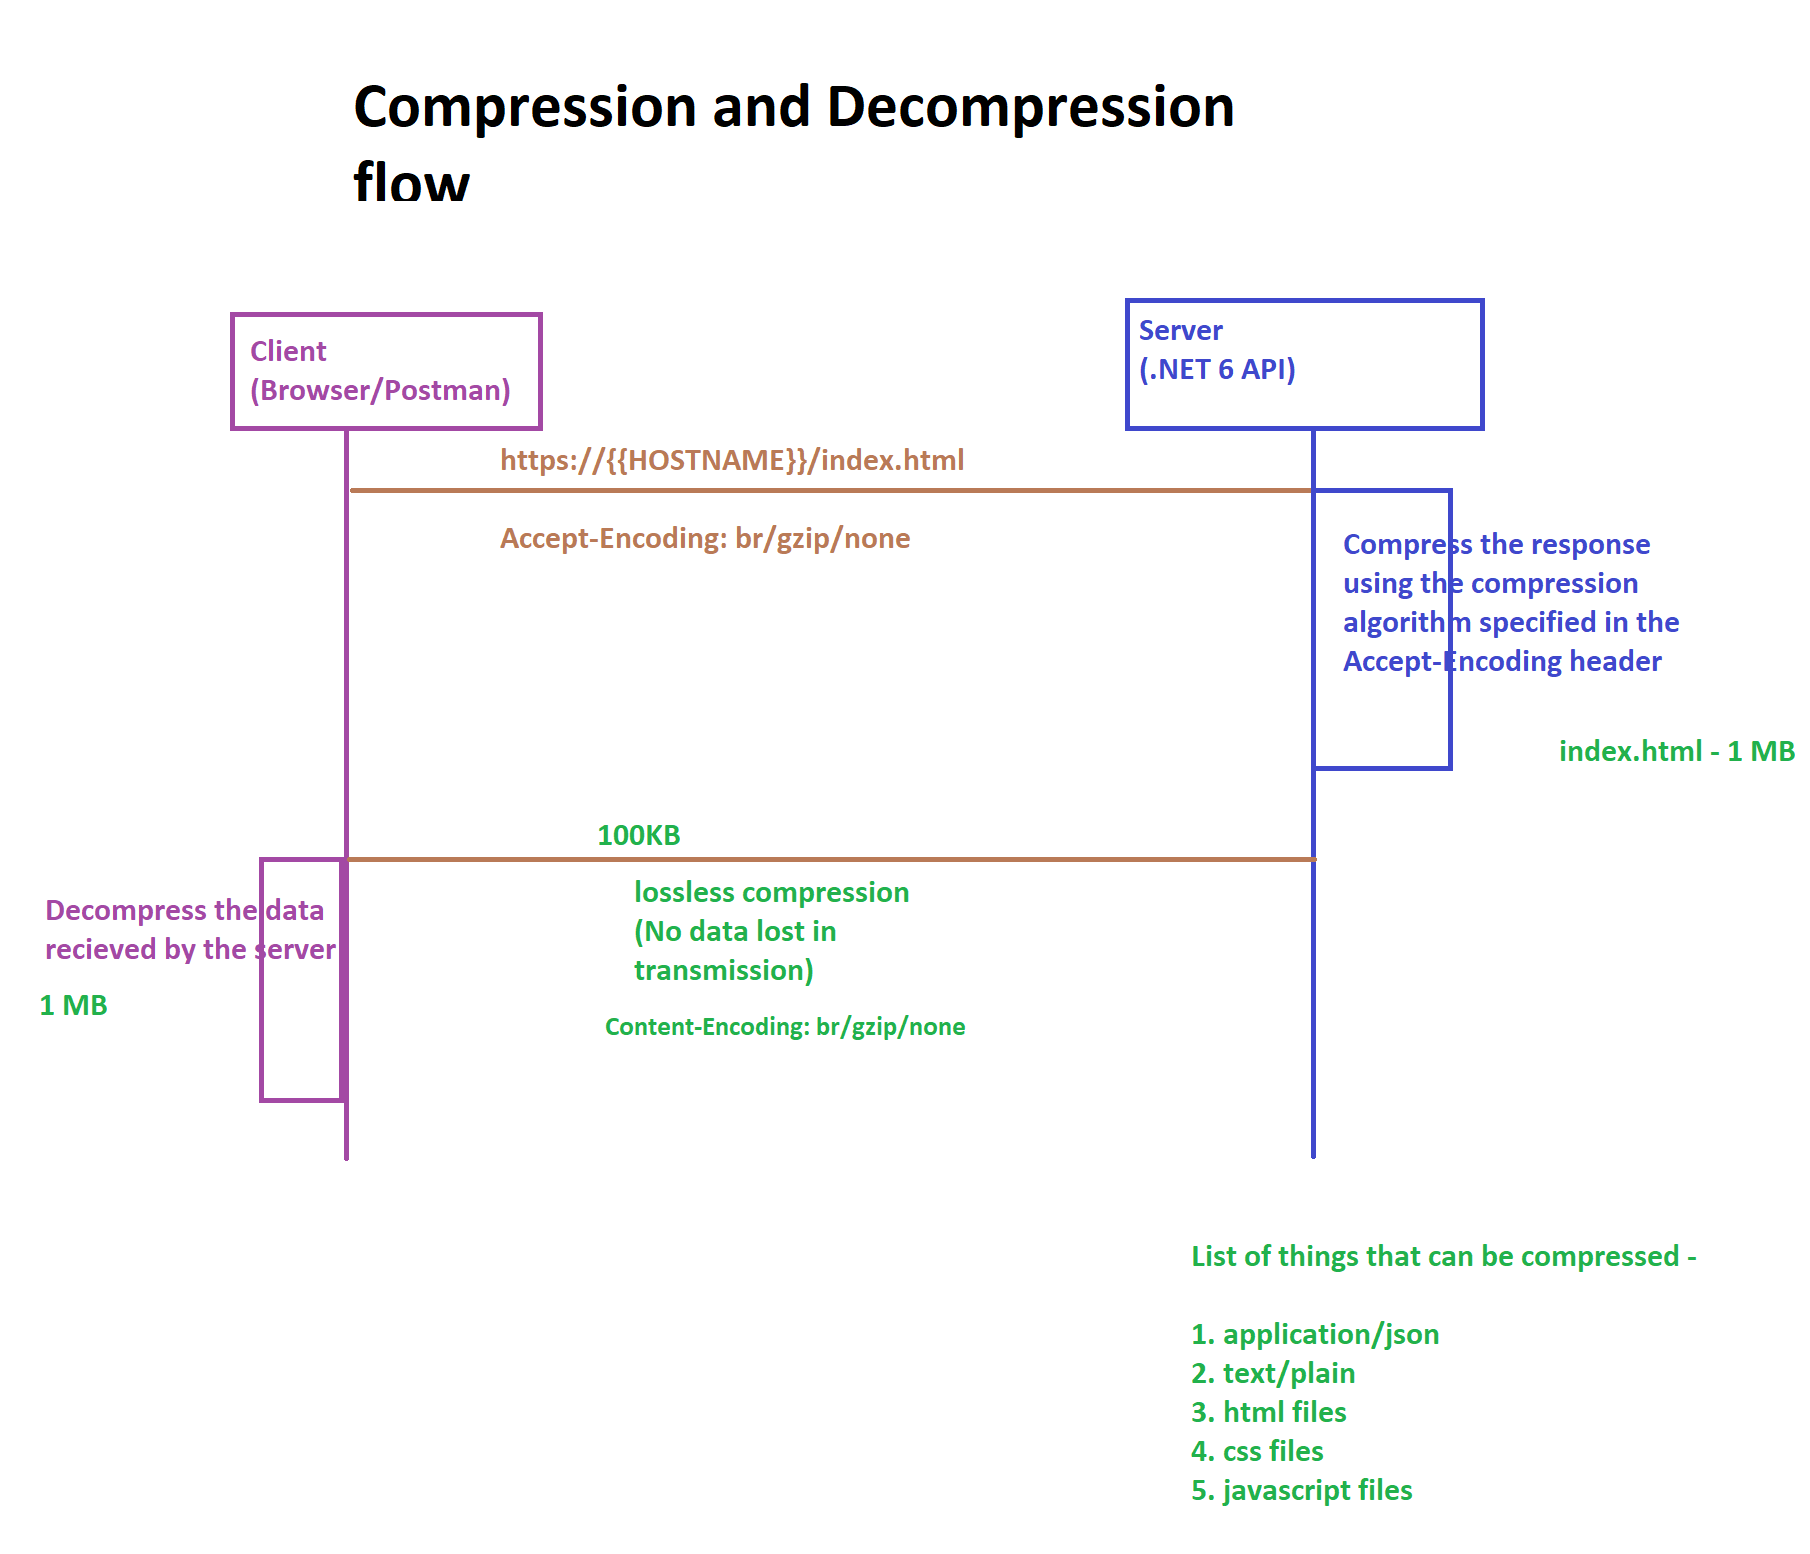 Compression and Decompression
flow
Client
(Browser/Postman)
Server
(.NET 6 API)
https://{{HOSTNAME}}/index.html
Accept-Encoding: br/gzip/none
Compress the response
using the compression
algorithm specified in the
Accept-Encoding header
index.html - 1 MB
100KB
lossless compression
(No data lost in
transmission)
Content-Encoding: br/gzip/none
Decompress the data
recieved by the server
1 MB
List of things that can be compressed -
1. application/json
2. text/plain
3. html files
4. css files
5. javascript files